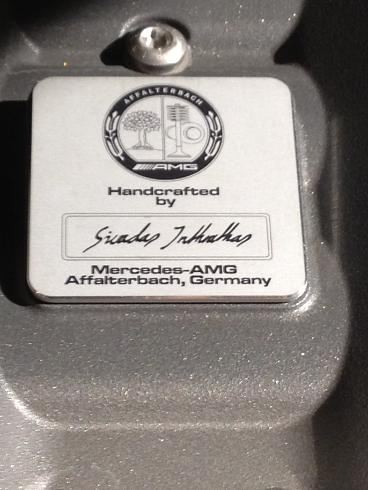 AFFALTERBACH
AMG
Handcrafted
by
Mercedes-AMG
Affalterbach, Germany